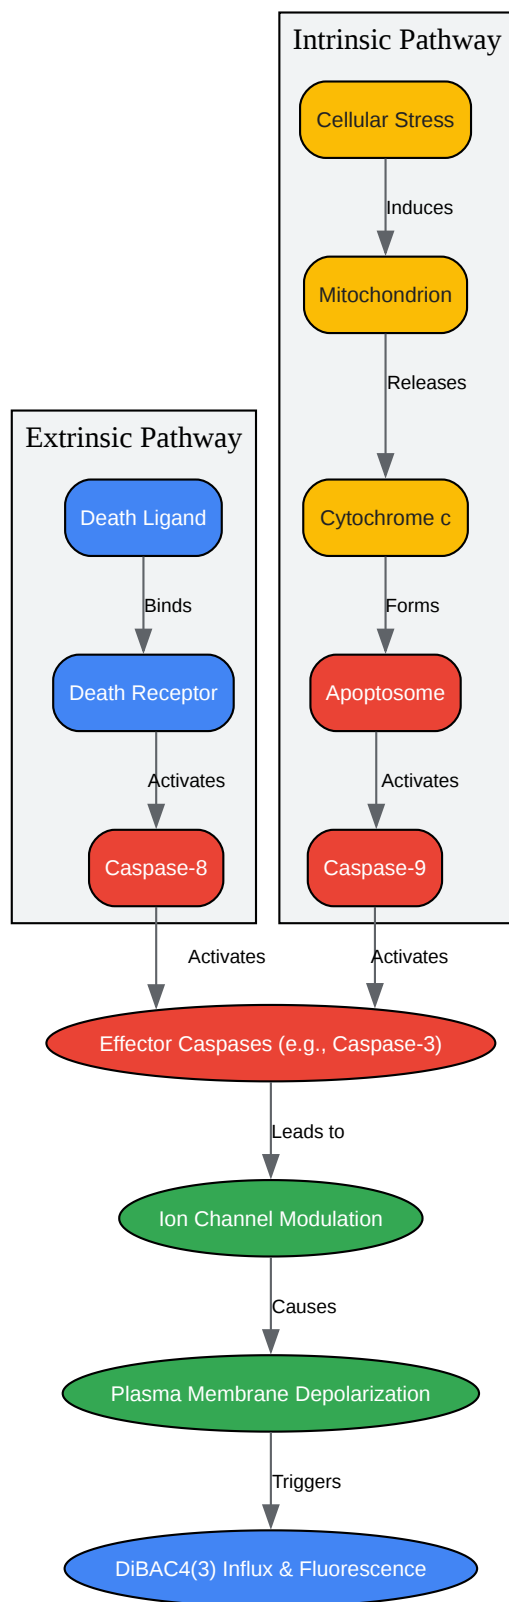 Intrinsic Pathway
Cellular Stress
Induces
Mitochondrion
Releases
Cytochrome c
Forms
Apoptosome
Activates
Caspase-9
Activates
Extrinsic Pathway
Death Ligand
Binds
Death Receptor
Activates
Caspase-8
Activates
Effector Caspases (e.g., Caspase-3)
Leads to
Ion Channel Modulation
Causes
Plasma Membrane Depolarization
Triggers
DiBAC4(3) Influx & Fluorescence